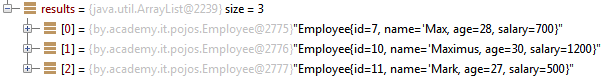 results = {java.util.ArrayList@2239} size = 3
[0] = {by.academy.it.pojos.Employee@2775}"Employee{id=7, name='Max, age=28, salary=700}"
[1] = {by.academy.it.pojos.Employee@2776}"Employee{id=10, name='Maximus, age=30, salary=1200}"
[2] = {by.academy.it.pojos.Employee@2777}"Employee{id=11, name='Mark, age=27, salary=500}"